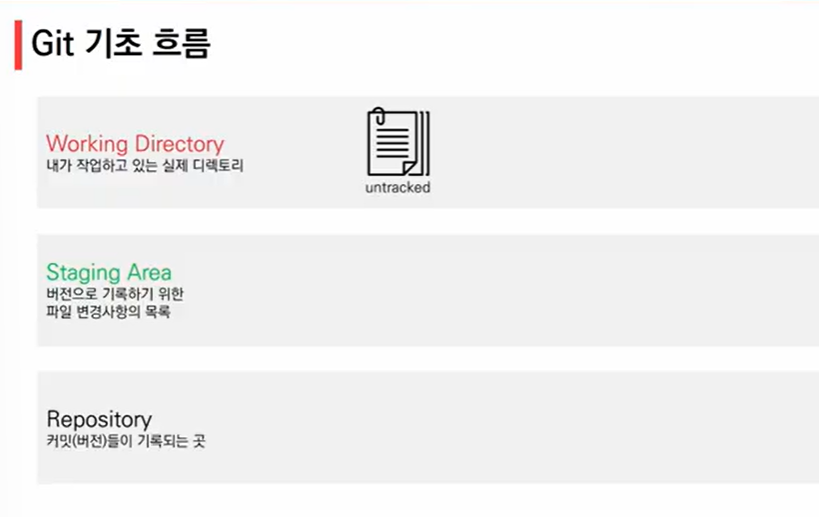 Git 기초 흐름
Working Directory
내가 작업하고 있는 실제 디렉토리
untracked
Staging Area
버전으로 기록하기 위한
파일 변경사항의 목록
Repository
커밋(버전)들이 기록되는 곳